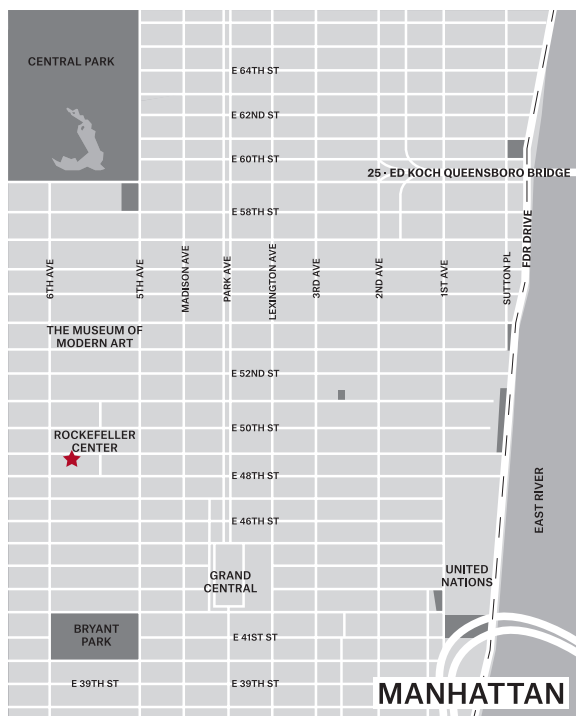 CENTRAL PARK
E 64TH ST
E 62ND ST
E 60TH ST
25 · ED KOCH QUEENSBORO BRIDGE
E 58TH ST
6TH AVE
5TH AVE
MADISON AVE
PARK AVE
LEXINGTON AVE
3RD AVE
2ND AVE
1ST AVE
SUTTON PL
FDR DRIVE
THE MUSEUM OF
MODERN ART
E 52ND ST
E 50TH ST
ROCKEFELLER
CENTER
E 48TH ST
EAST RIVER
E 46TH ST
GRAND
CENTRAL
UNITED
NATIONS
BRYANT
PARK
E 41ST ST
E 39TH ST
E 39TH ST
MANHATTAN